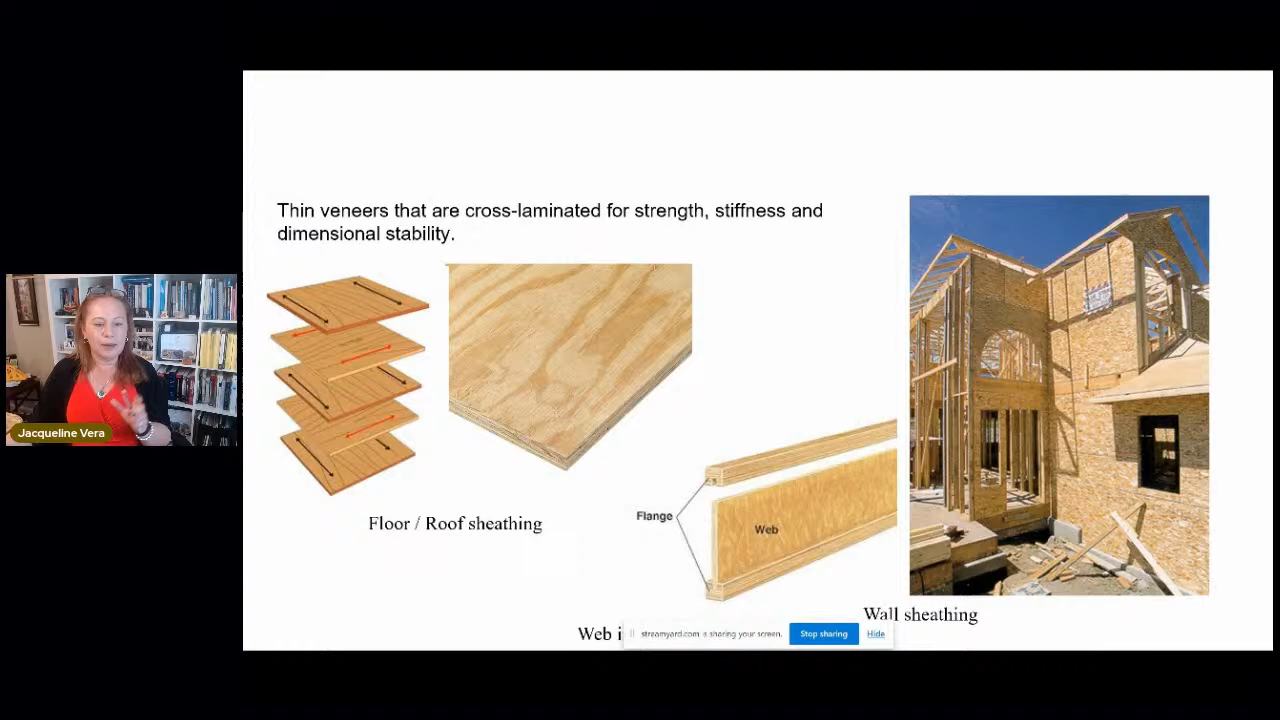 Thin veneers that are cross-laminated for strength, stiffness and
dimensional stability.
Jacqueline Vera
Floor / Roof sheathing
Flange
Web
Wall sheathing
Web i
streamyard.com is sharing your screen.
Stop sharing
Hide